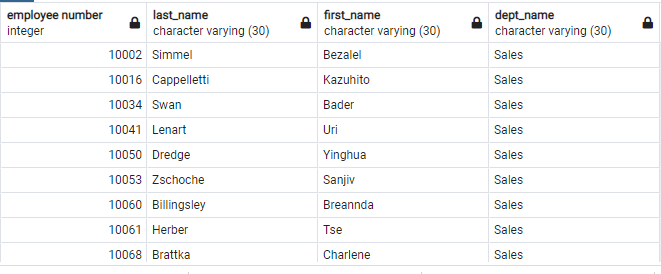 employee number last_name first_name dept_name
integer character varying (30) character varying (30) character varying (30)
10002 Simmel Bezalel Sales
10016 Cappelletti Kazuhito Sales
10034 Swan Bader Sales
10041 Lenart Uri Sales
10050 Dredge Yinghua Sales
10053 Zschoche Sanjiv Sales
10060 Billingsley Breannda Sales
10061 Herber Tse Sales
10068 Brattka Charlene Sales